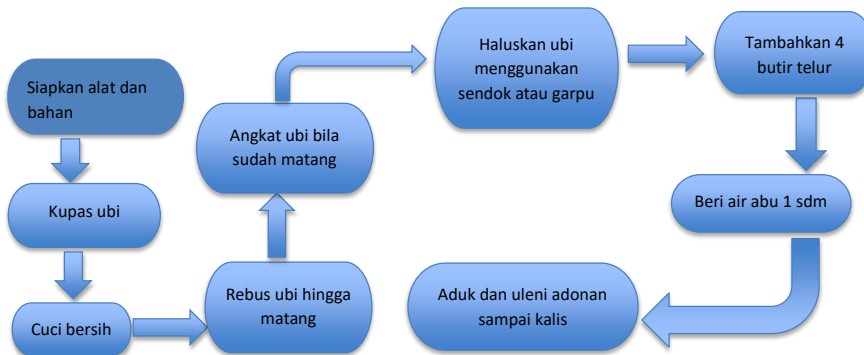 Siapkan alat dan
bahan
Kupas ubi
Cuci bersih
Rebus ubi hingga
matang
Angkat ubi bila
sudah matang
Haluskan ubi
menggunakan
sendok atau garpu
Tambahkan 4
butir telur
Beri air abu 1 sdm
Aduk dan uleni adonan
sampai kalis